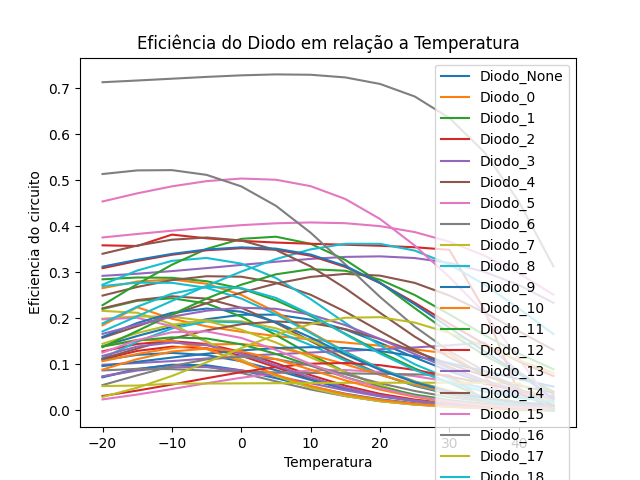 Eficiência do Diodo em relação a Temperatura
Eficiencia do circuito
0.7
0.6
0.5
0.4
0.3
0.2
0.1
0.0
Diodo_None
Diodo_0
Diodo_1
Diodo_2
Diodo_3
Diodo_4
Diodo_5
Diodo_6
Diodo_7
Diodo_8
Diodo_9
Diodo_10
Diodo_11
Diodo_12
Diodo_13
Diodo_14
Diodo_15
Diodo_16
Diodo_17
Diodo_18
−20
−10
0
10
20
30
40
Temperatura